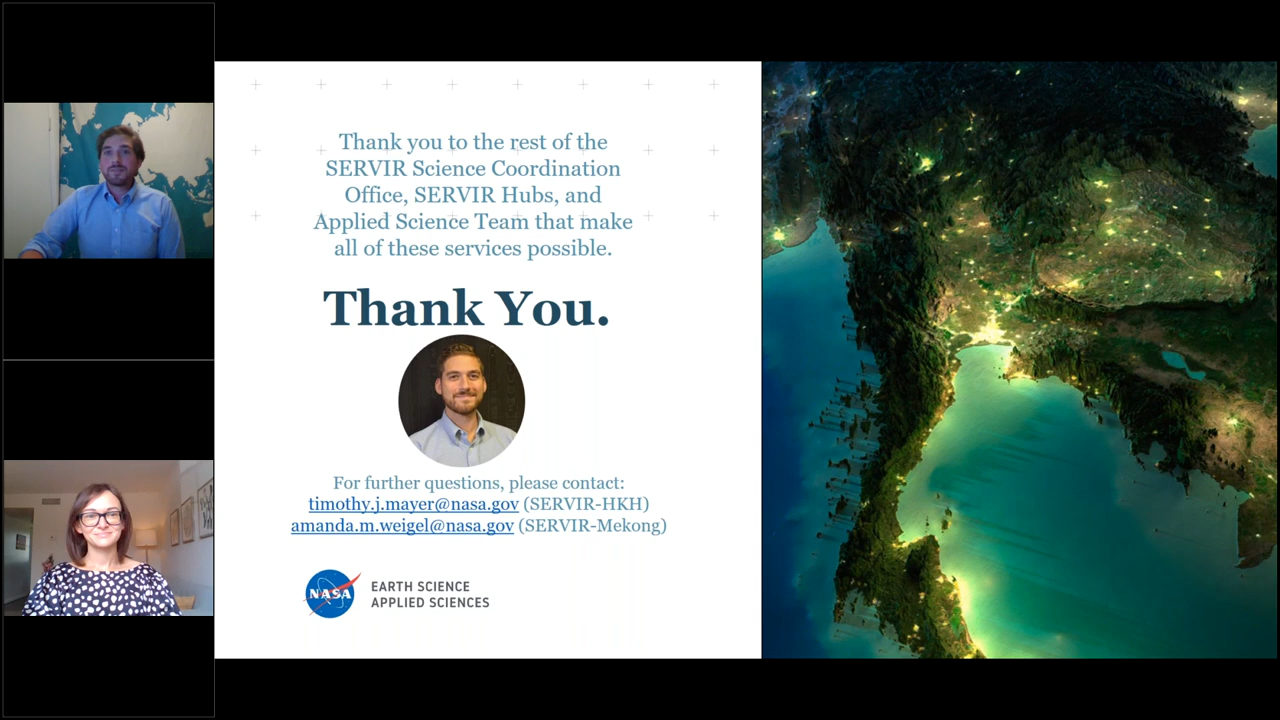 Thank you to the rest of the
SERVIR Science Coordination
Office, SERVIR Hubs, and
Applied Science Team that make
all of these services possible.
Thank You.
For further questions, please contact:
timothy.j.mayer@nasa.gov (SERVIR-HKH)
amanda.m.weigel@nasa.gov (SERVIR-Mekong)
NASA
EARTH SCIENCE
APPLIED SCIENCES